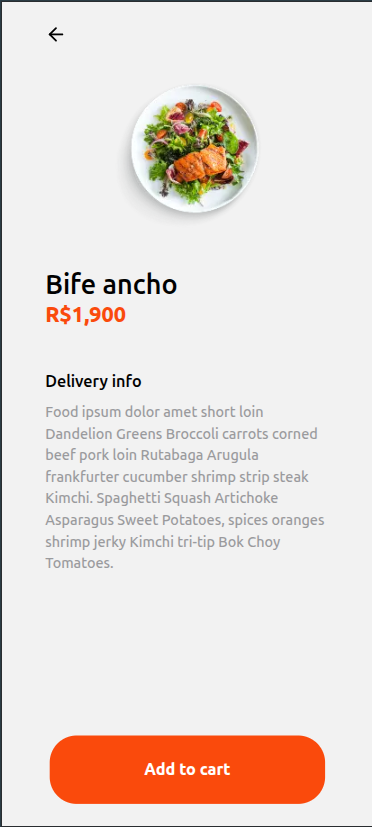 Bife ancho
R$1,900
Delivery info
Food ipsum dolor amet short loin
Dandelion Greens Broccoli carrots corned
beef pork loin Rutabaga Arugula
frankfurter cucumber shrimp strip steak
Kimchi. Spaghetti Squash Artichoke
Asparagus Sweet Potatoes, spices oranges
shrimp jerky Kimchi tri-tip Bok Choy
Tomatoes.
Add to cart